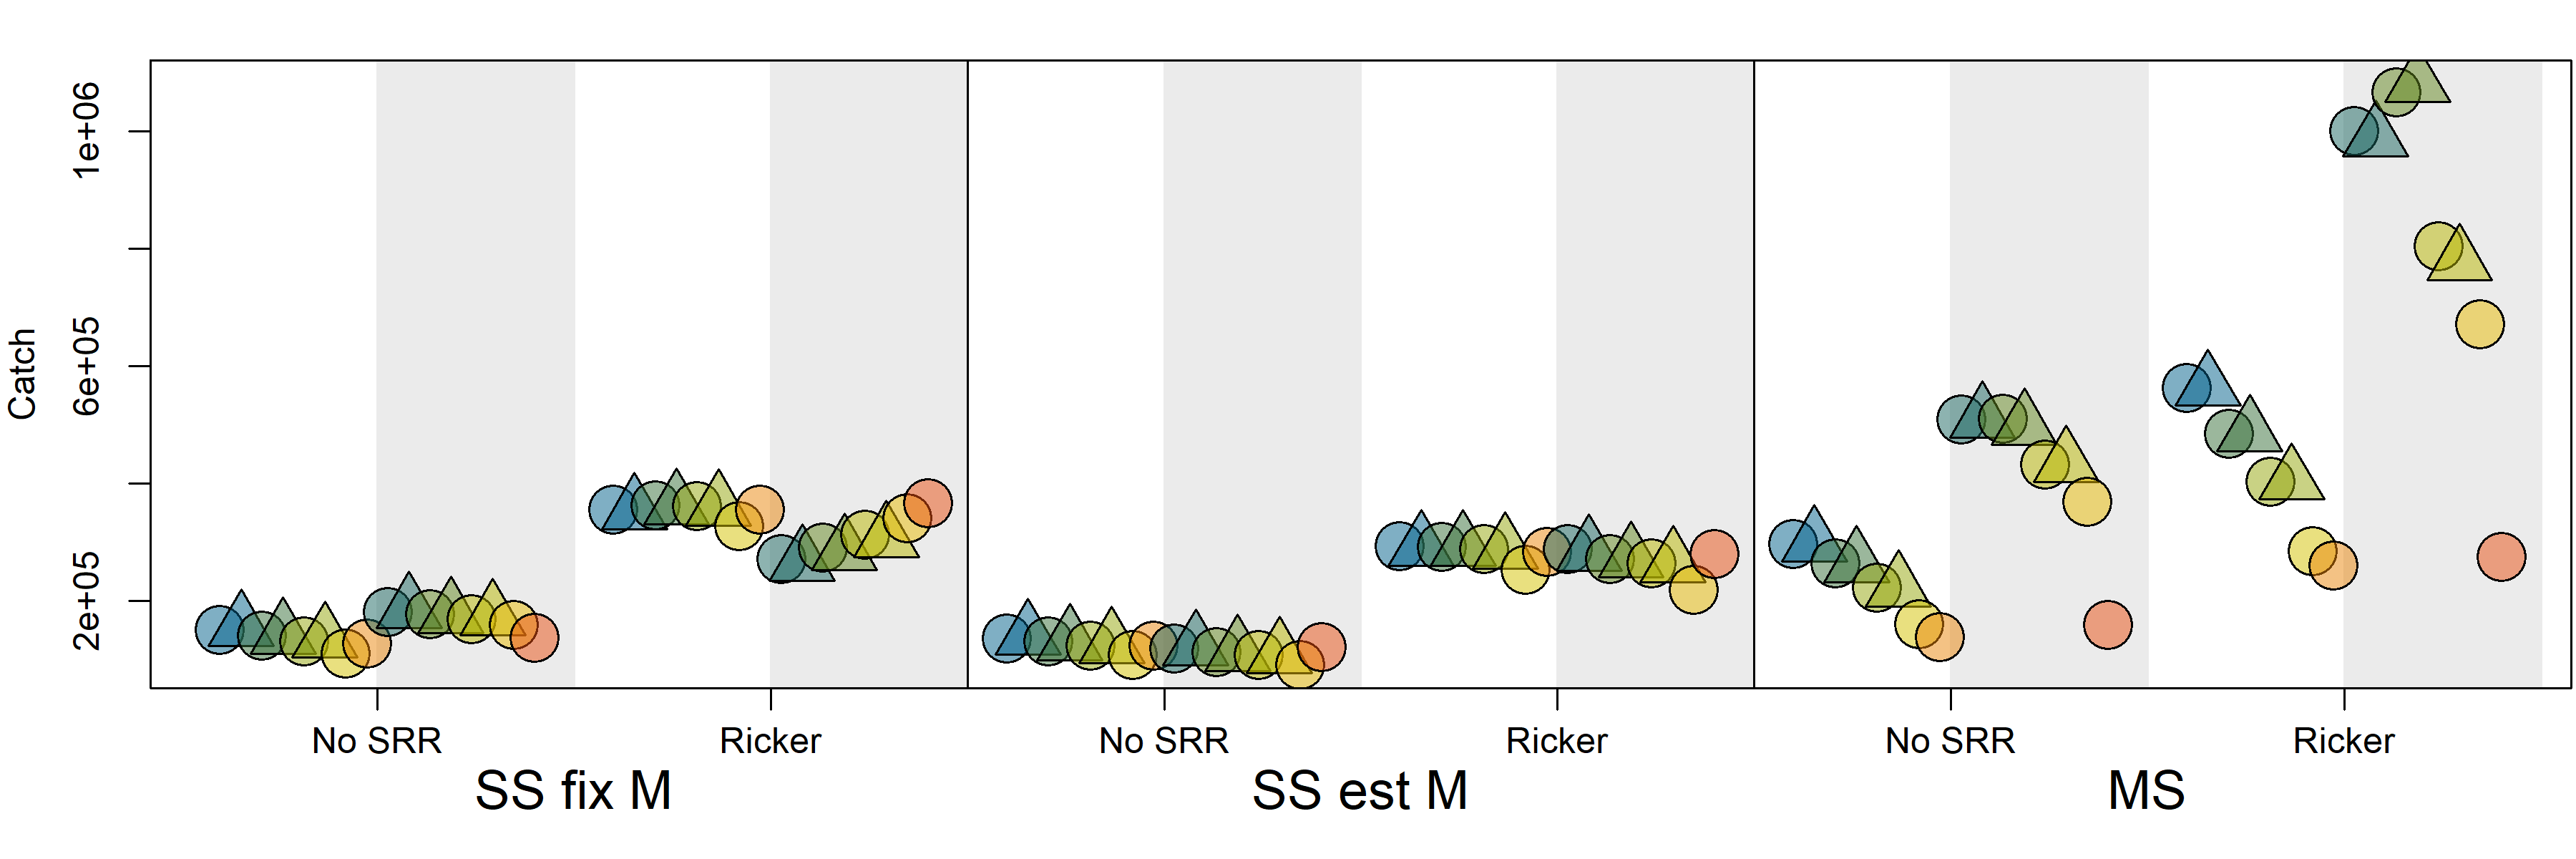 Catch
1e+06
6e+05
2e+05
No SRR Ricker No SRR Ricker No SRR Ricker
SS fix M SS est M MS